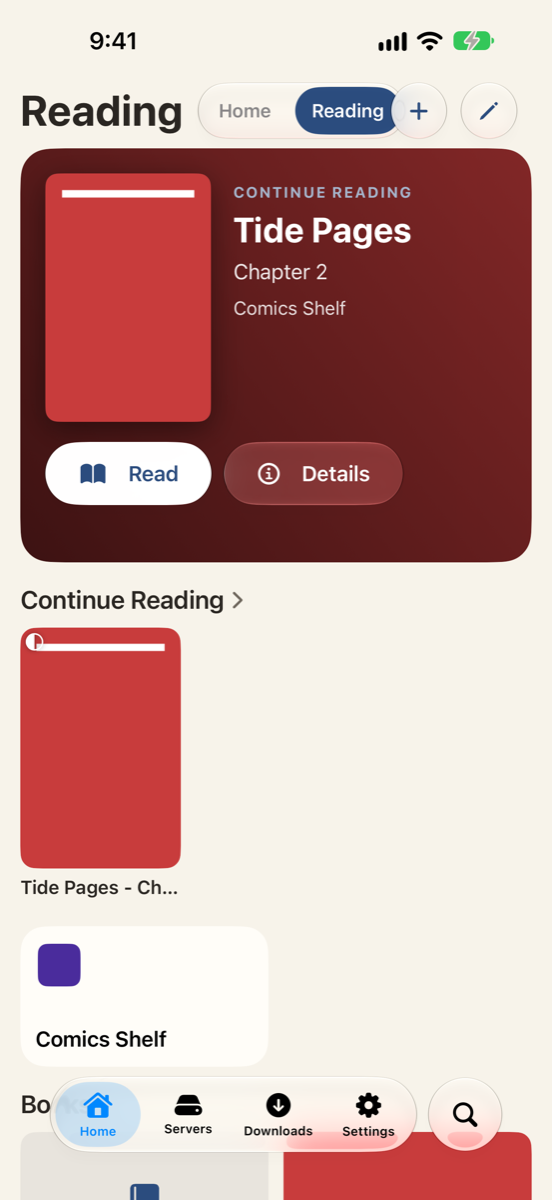 9:41
Reading
Home
Reading
CONTINUE READING
Tide Pages
Chapter 2
Comics Shelf
Read
Details
Continue Reading
Tide Pages - Ch...
Comics Shelf
Home
Servers
Downloads
Settings